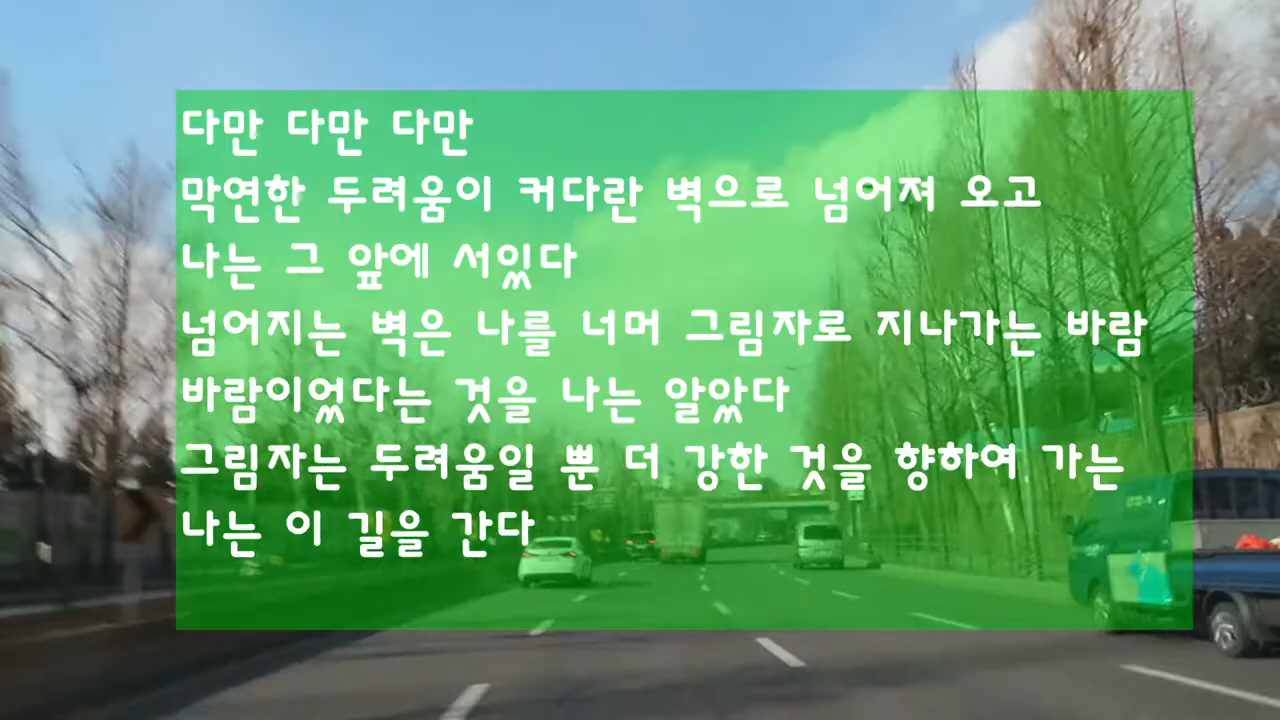 다만 다만 다만
막연한 두려움이 커다란 벽으로 넘어져 오고
나는 그 앞에 서있다
넘어지는 벽은 나를 너머 그림자로 지나가는 바람
바람이었다는 것을 나는 알았다
그림자는 두려움일 뿐 더 강한 것을 향하여 가는
나는 이 길을 간다